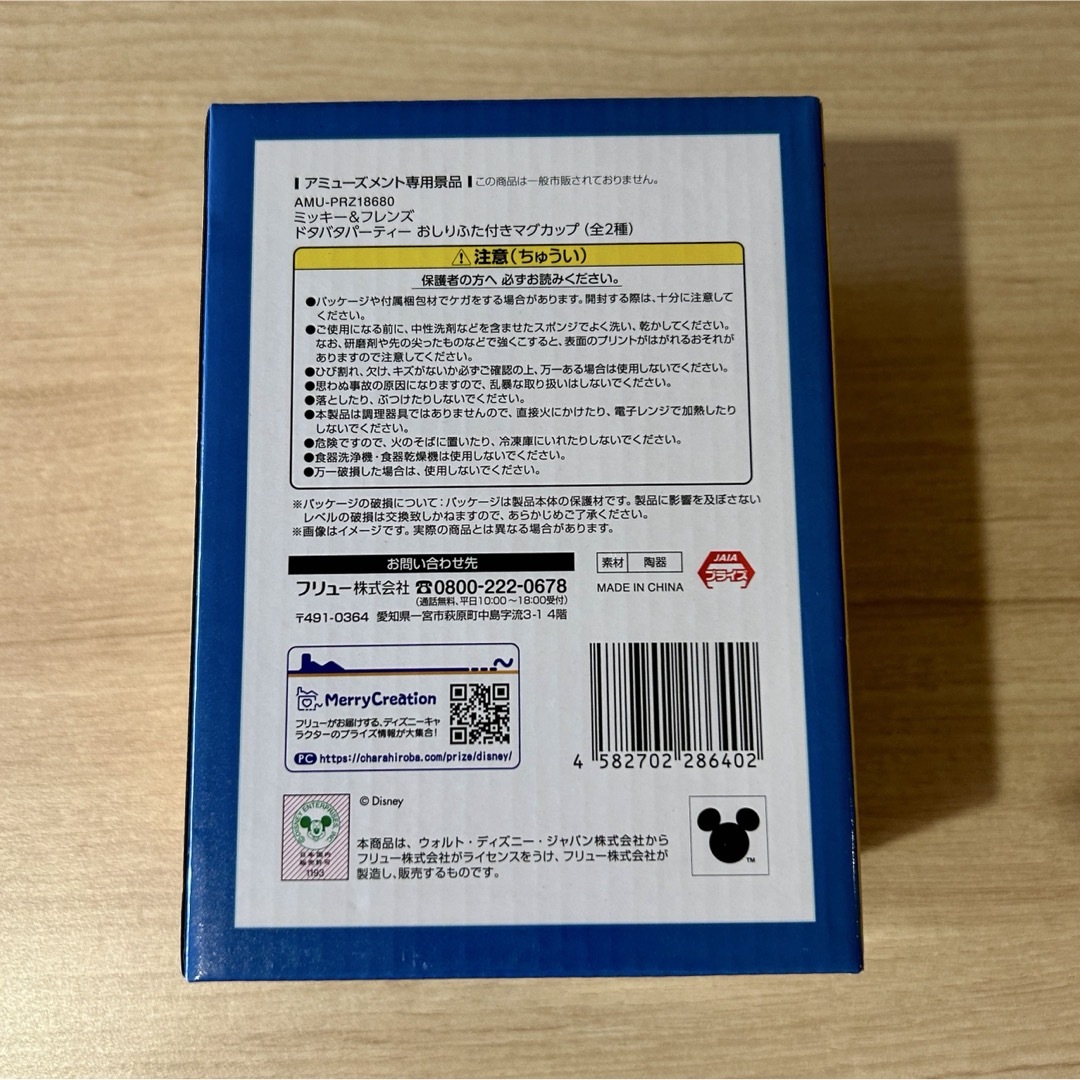 アミューズメント専用景品 この商品は一般市販されておりません。
AMU-PRZ18680
ミッキー＆フレンズ
ドタバタパーティー おしりふた付きマグカップ（全2種）
注意（ちゅうい）
保護者の方へ 必ずお読みください。
●パッケージや付属梱包材でケガをする場合があります。開封する際は、十分に注意して
ください。
●ご使用になる前に、中性洗剤などを含ませたスポンジでよく洗い、乾かしてください。
なお、研磨剤や先の尖ったものなどで強くこすると、表面のプリントがはがれるおそれが
ありますので注意してください。
●ひび割れ、欠け、キズがないか必ずご確認の上、万一ある場合は使用しないでください。
●思わぬ事故の原因になりますので、乱暴な取り扱いはしないでください。
●落としたり、ぶつけたりしないでください。
●本製品は調理器具ではありませんので、直接火にかけたり、電子レンジで加熱したり
しないでください。
●危険ですので、火のそばに置いたり、冷凍庫にいれたりしないでください。
●食器洗浄機・食器乾燥機は使用しないでください。
●万一破損した場合は、使用しないでください。
※パッケージの破損について：パッケージは製品本体の保護材です。製品に影響を及ぼさない
レベルの破損は交換致しかねますので、あらかじめご了承ください。
※画像はイメージです。実際の商品とは異なる場合があります。
お問い合わせ先
フリュー株式会社 ☎0800-222-0678
（通話無料、平日10:00～18:00受付）
〒491-0364 愛知県一宮市萩原町中島字流3-1 4階
素材 陶器
MADE IN CHINA
JAIA
プライズ
MerryCreation
フリューがお届けする、ディズニーキャ
ラクターのプライズ情報が大集合！
PC https://charahiroba.com/prize/disney/
4 582702 286402
© Disney
©DISNEY ENTERPRISES, INC.
日本国内
販売許可
1193
本商品は、ウォルト・ディズニー・ジャパン株式会社から
フリュー株式会社がライセンスをうけ、フリュー株式会社が
製造し、販売するものです。
TM